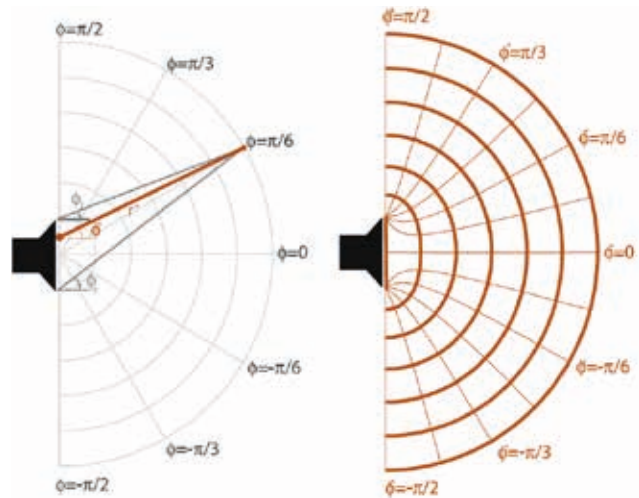 ϕ=π/2
ϕ=π/3
ϕ=π/6
ϕ
r'
ϕ'
ϕ=0
ϕ
ϕ=-π/6
ϕ=-π/3
ϕ=-π/2
ϕ'=π/2
ϕ'=π/3
ϕ'=π/6
ϕ'=0
ϕ'=-π/6
ϕ'=-π/3
ϕ'=-π/2